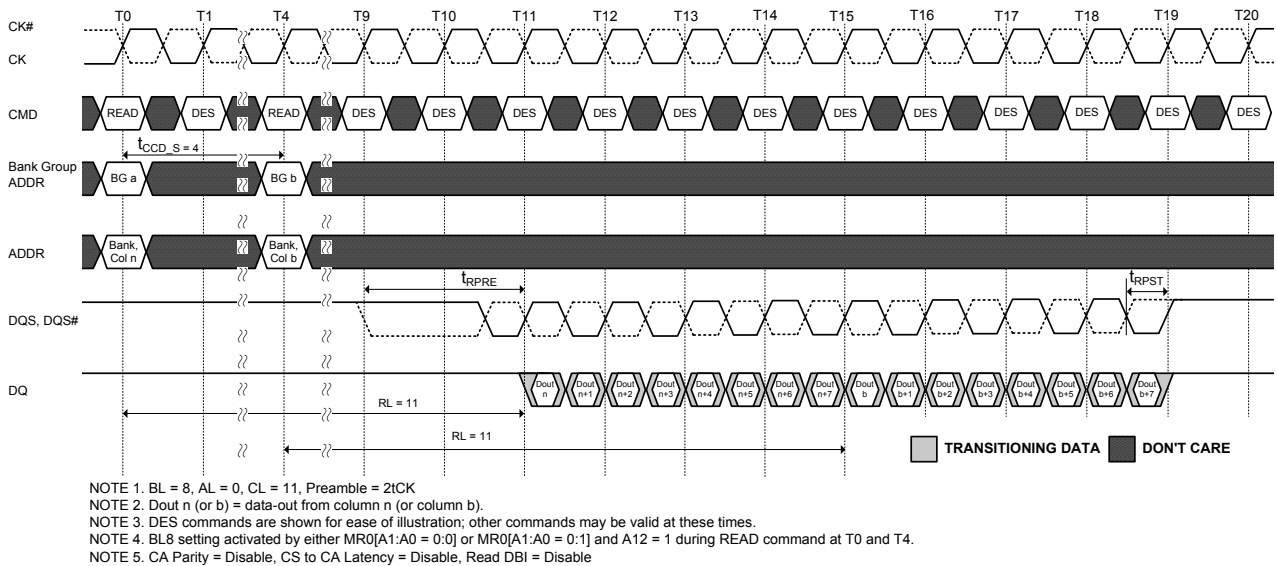 T0 T1 T4 T9 T10 T11 T12 T13 T14 T15 T16 T17 T18 T19 T20
CK#
CK
CMD READ DES READ DES DES DES DES DES DES DES DES DES DES DES DES
tCCD_S = 4
Bank Group
ADDR
BG a BG b
ADDR
Bank, Col n
Bank, Col b
tRPRE tRPST
DQS, DQS#
DQ
Dout n Dout n+1 Dout n+2 Dout n+3 Dout n+4 Dout n+5 Dout n+6 Dout n+7 Dout b Dout b+1 Dout b+2 Dout b+3 Dout b+4 Dout b+5 Dout b+6 Dout b+7
RL = 11
RL = 11
TRANSITIONING DATA DON'T CARE
NOTE 1. BL = 8, AL = 0, CL = 11, Preamble = 2tCK
NOTE 2. Dout n (or b) = data-out from column n (or column b).
NOTE 3. DES commands are shown for ease of illustration; other commands may be valid at these times.
NOTE 4. BL8 setting activated by either MR0[A1:A0 = 0:0] or MR0[A1:A0 = 0:1] and A12 = 1 during READ command at T0 and T4.
NOTE 5. CA Parity = Disable, CS to CA Latency = Disable, Read DBI = Disable